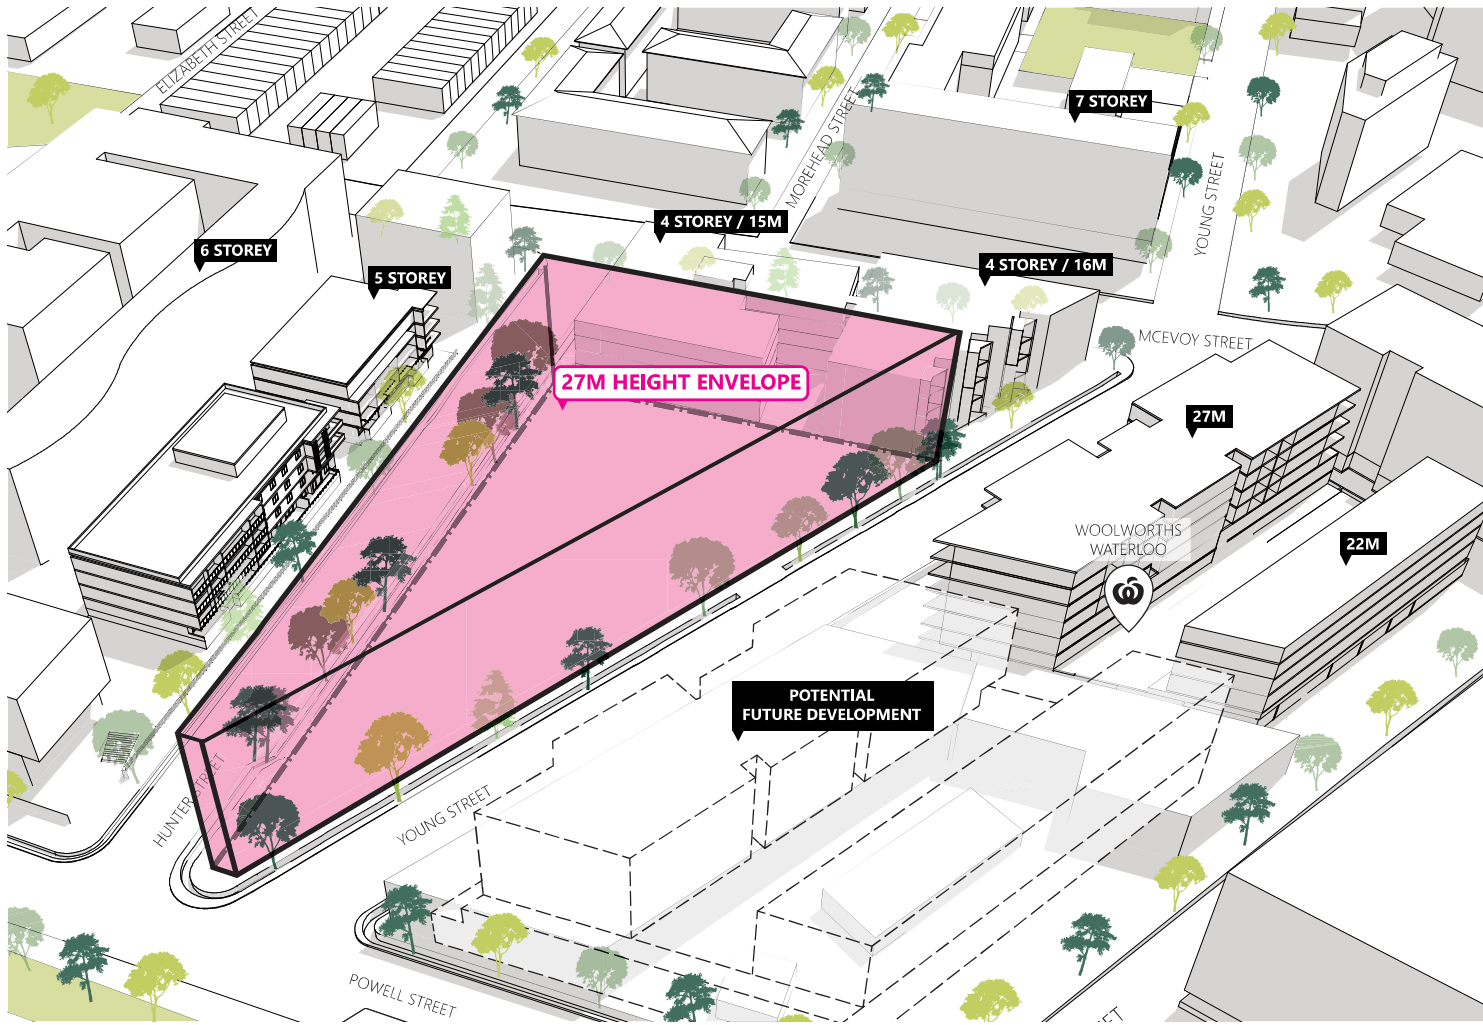 ELIZABETH STREET
7 STOREY
MOREHEAD STREET
YOUNG STREET
4 STOREY / 15M
6 STOREY
5 STOREY
4 STOREY / 16M
MCEVOY STREET
27M HEIGHT ENVELOPE
27M
WOOLWORTHS
WATERLOO
22M
POTENTIAL
FUTURE DEVELOPMENT
HUNTER STREET
YOUNG STREET
POWELL STREET